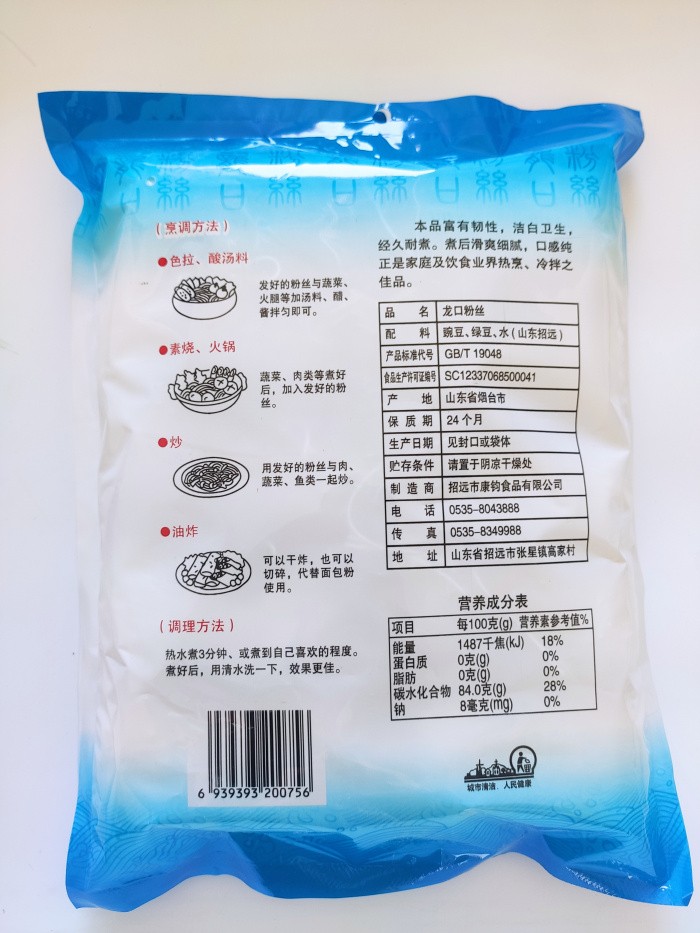 (烹调方法)
●色拉、酸汤料
发好的粉丝与蔬菜、
火腿等加汤料、醋、
酱拌匀即可。
●素烧、火锅
蔬菜、肉类等煮好
后,加入发好的粉
丝。
●炒
用发好的粉丝与肉、
蔬菜、鱼类一起炒。
●油炸
可以干炸,也可以
切碎,代替面包粉
使用。
(调理方法)
热水煮3分钟、或煮到自己喜欢的程度。
煮好后,用清水洗一下,效果更佳。
6 939393 200756
本品富有韧性,洁白卫生,
经久耐煮。煮后滑爽细腻,口感纯
正是家庭及饮食业界热烹、冷拌之
佳品。
品名 龙口粉丝
配料 豌豆、绿豆、水(山东招远)
产品标准代号 GB/T 19048
食品生产许可证编号 SC12337068500041
产地 山东省烟台市
保质期 24个月
生产日期 见封口或袋体
贮存条件 请置于阴凉干燥处
制造商 招远市康钧食品有限公司
电话 0535-8043888
传真 0535-8349988
地址 山东省招远市张星镇高家村
营养成分表
项目 每100克(g) 营养素参考值%
能量 1487千焦(kJ) 18%
蛋白质 0克(g) 0%
脂肪 0克(g) 0%
碳水化合物 84.0克(g) 28%
钠 8毫克(mg) 0%
城市清洁.人民健康